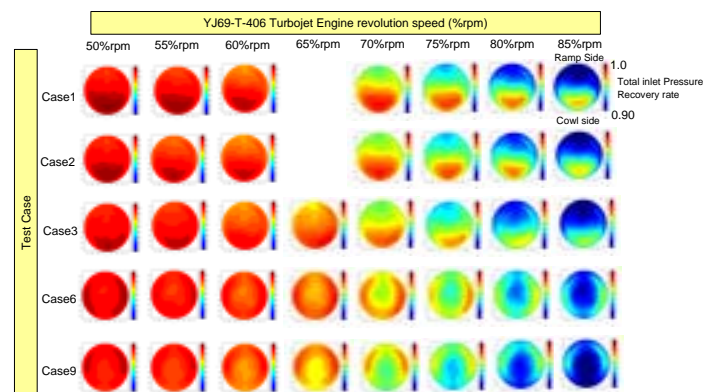 YJ69-T-406 Turbojet Engine revolution speed (%rpm)
50%rpm 55%rpm 60%rpm 65%rpm 70%rpm 75%rpm 80%rpm 85%rpm
Ramp Side
1.0
Total inlet Pressure
Recovery rate
0.90
Cowl side
Test Case
Case1
Case2
Case3
Case6
Case9